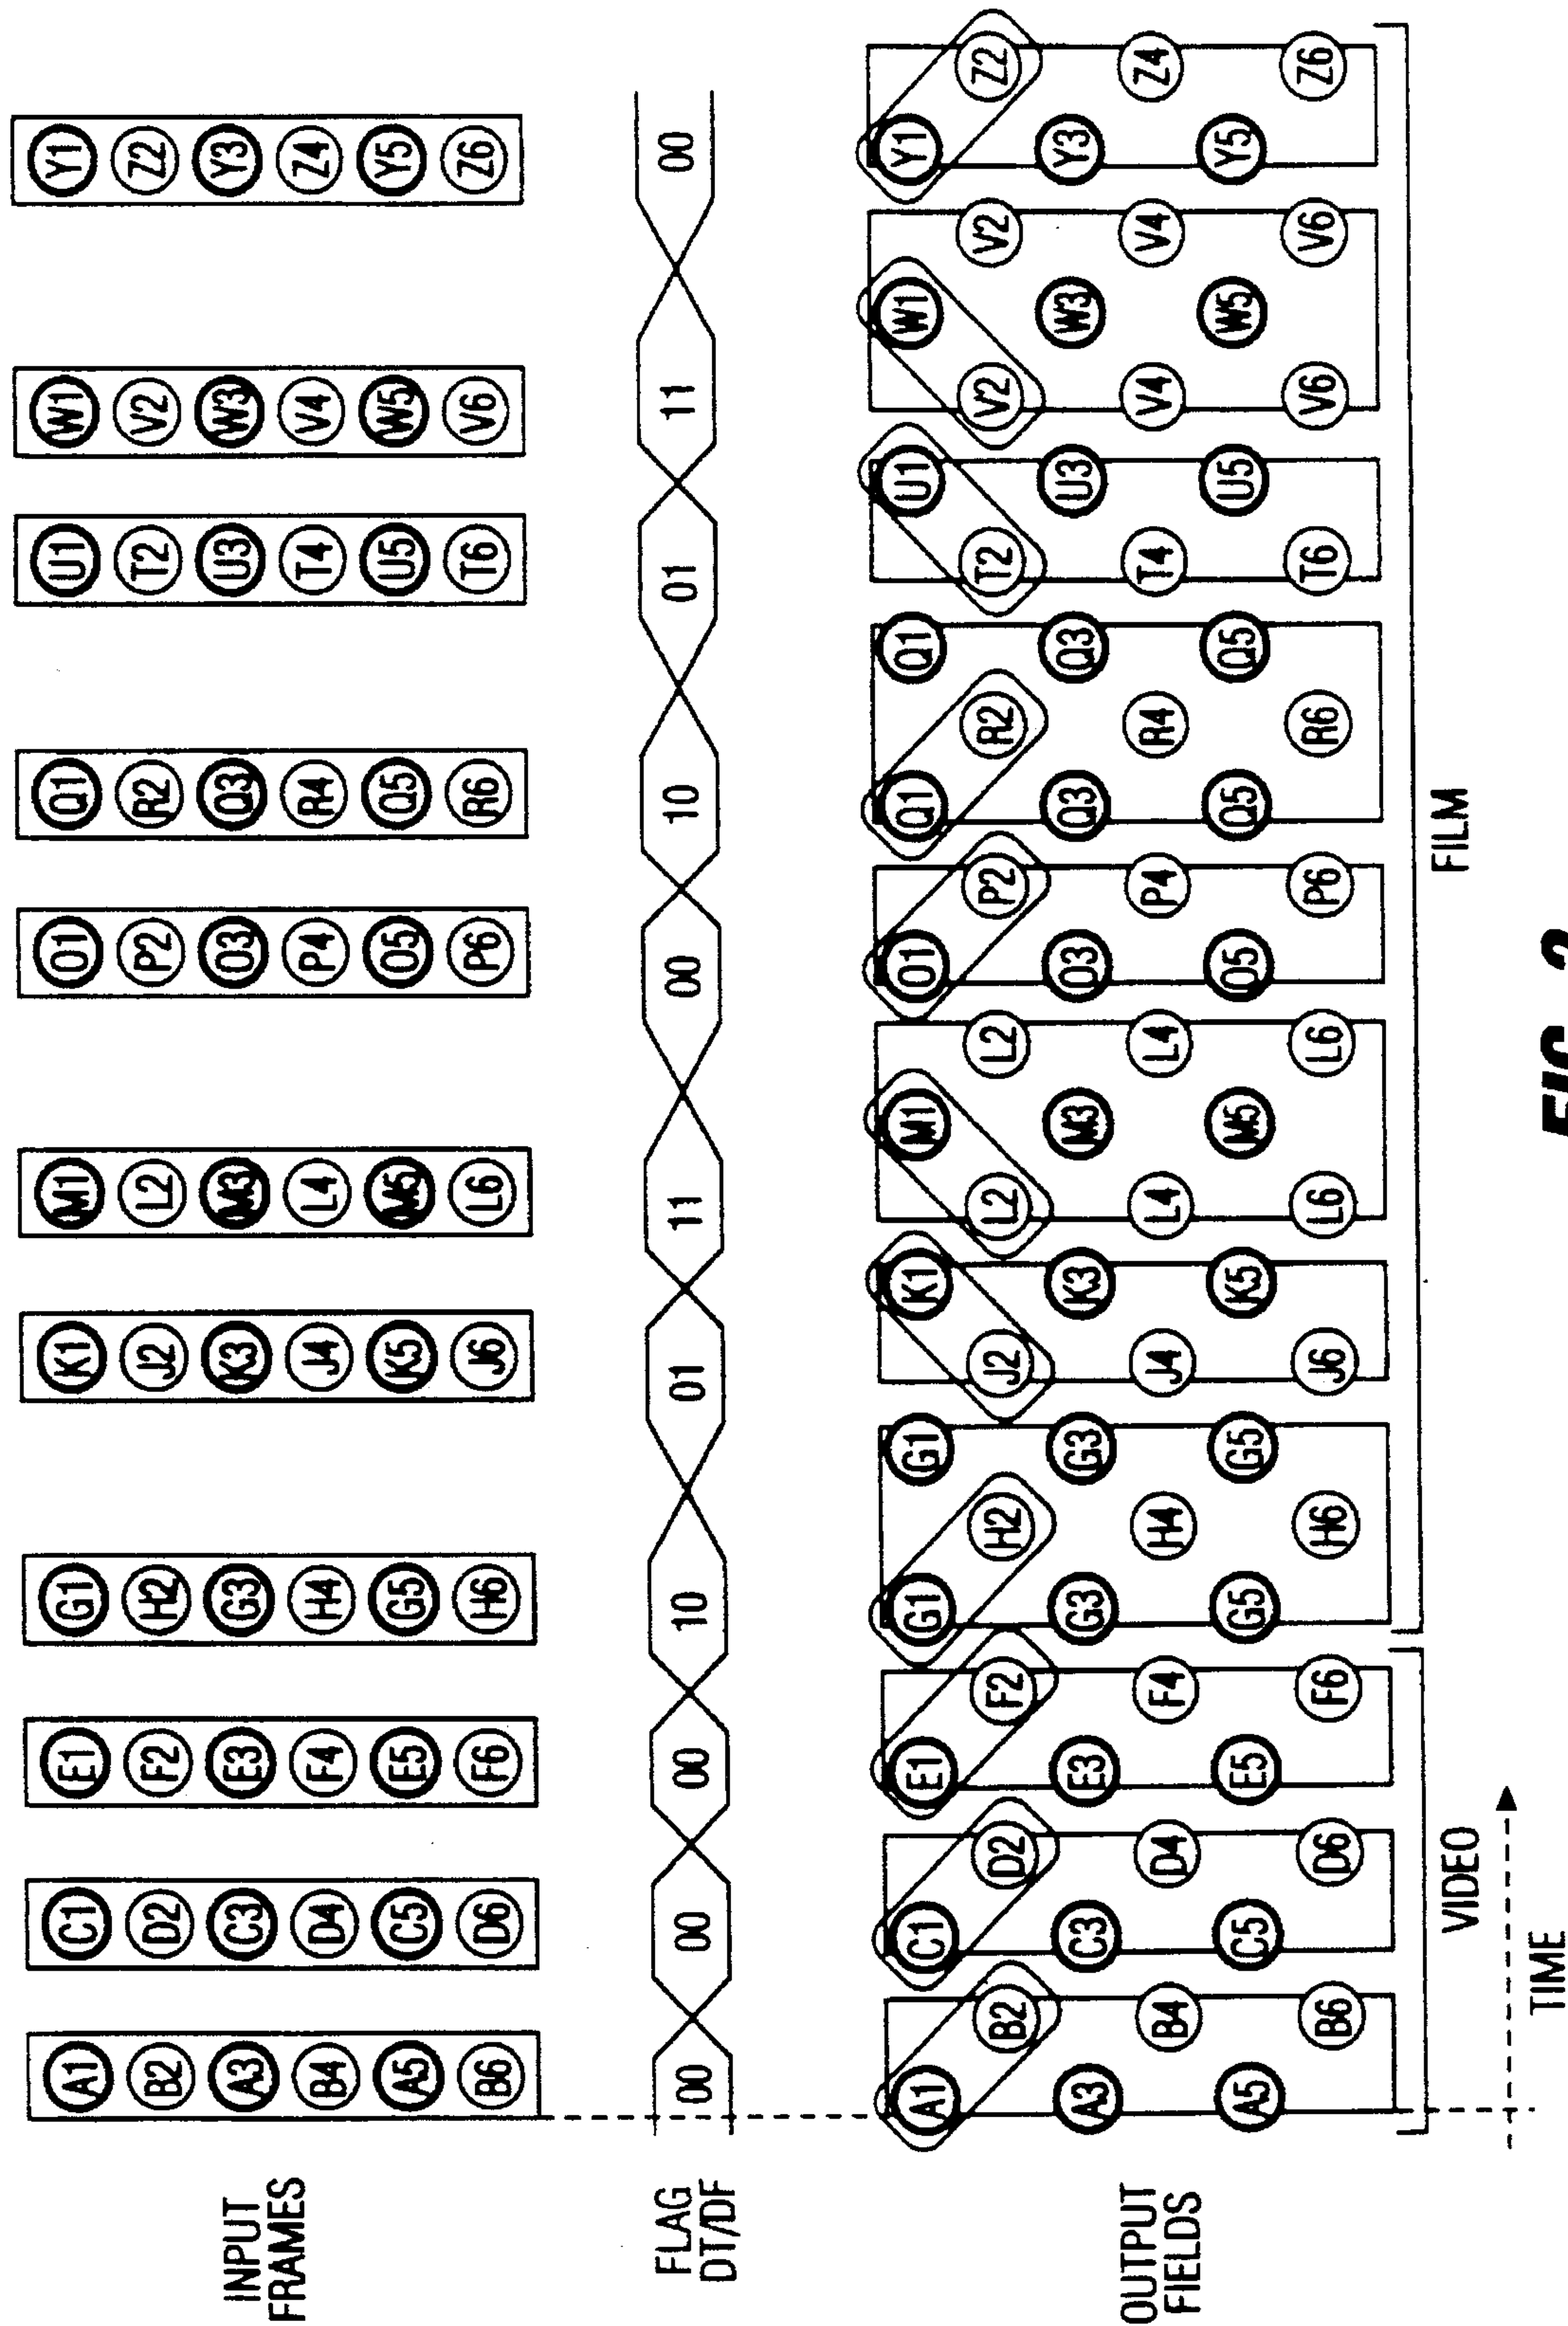 INPUT
FRAMES
A1 C1 E1 G1 K1 M1 O1 Q1 U1 W1 Y1
B2 D2 F2 H2 J2 L2 P2 R2 T2 V2 Z2
A3 C3 E3 G3 K3 M3 O3 Q3 U3 W3 Y3
B4 D4 F4 H4 J4 L4 P4 R4 T4 V4 Z4
A5 C5 E5 G5 K5 M5 O5 Q5 U5 W5 Y5
B6 D6 F6 H6 J6 L6 P6 R6 T6 V6 Z6
FLAG
DT/DF
00 00 00 10 01 11 00 10 01 11 00
OUTPUT
FIELDS
A1 C1 E1 G1 G1 K1 M1 O1 Q1 Q1 U1 W1 Y1
B2 D2 F2 H2 J2 L2 L2 P2 R2 T2 V2 V2 Z2
A3 C3 E3 G3 G3 K3 M3 O3 Q3 Q3 U3 W3 Y3
B4 D4 F4 H4 J4 L4 L4 P4 R4 T4 V4 V4 Z4
A5 C5 E5 G5 G5 K5 M5 O5 Q5 Q5 U5 W5 Y5
B6 D6 F6 H6 J6 L6 L6 P6 R6 T6 V6 V6 Z6
VIDEO FILM
TIME
FIG.